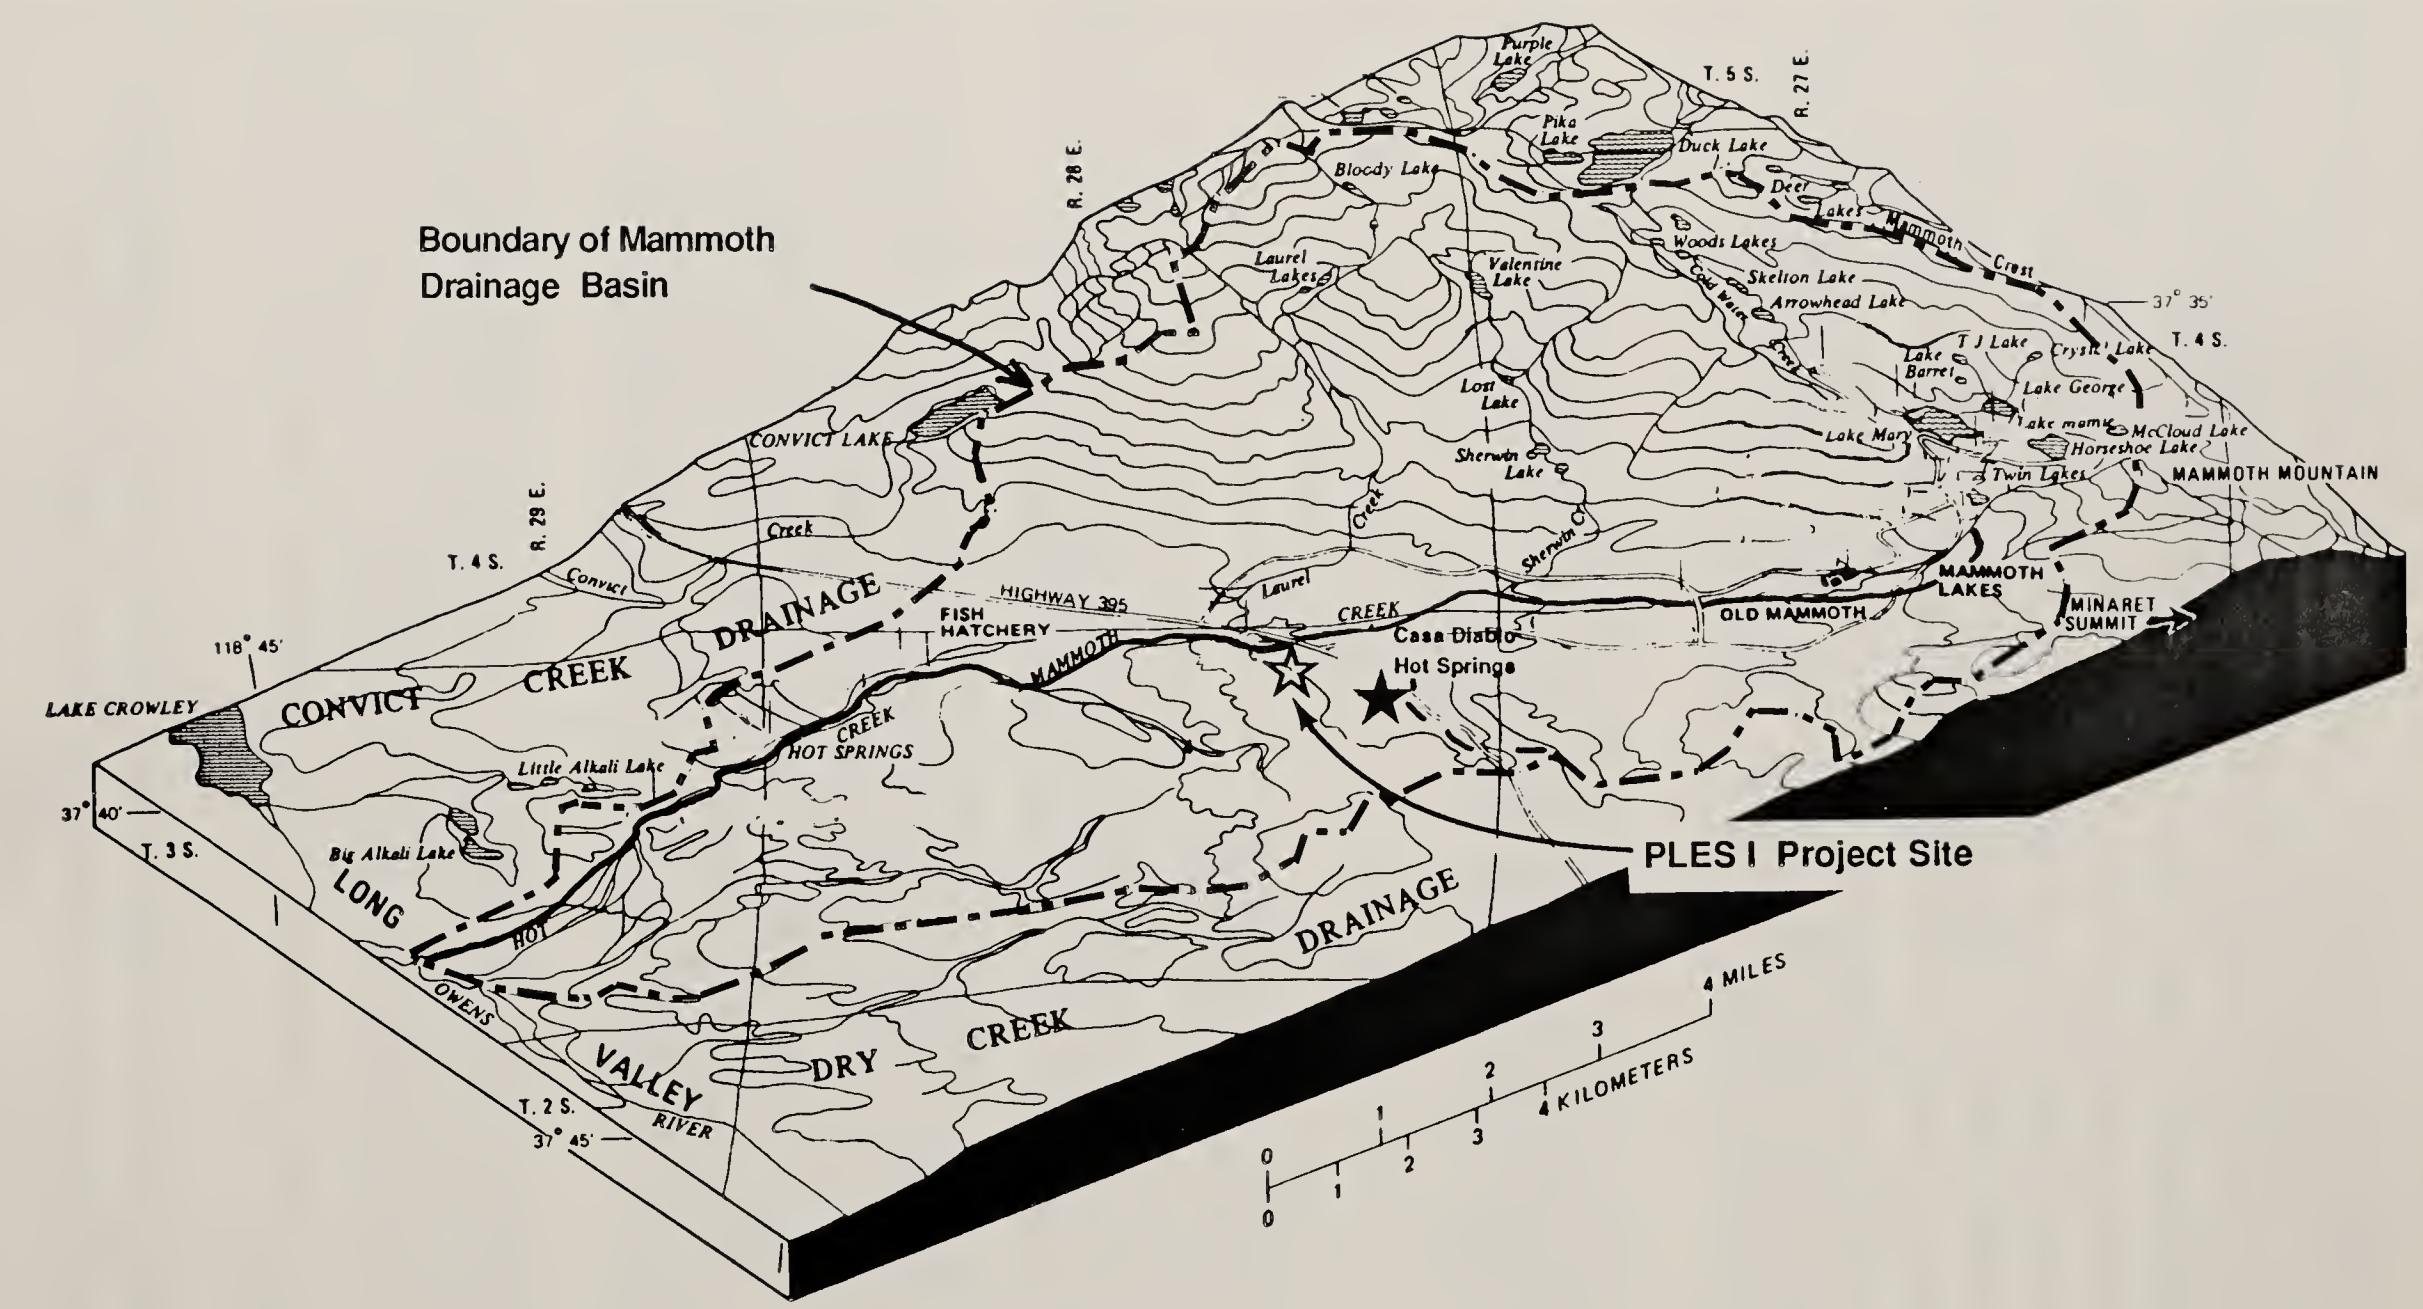 Purple
Lake
T. 5 S.
R. 27 E.
Pika
Lake
Duck Lake
R. 28 E.
Bloody Lake
Deer
Lakes
Mammoth
Crest
Boundary of Mammoth
Drainage Basin
Woods Lakes
Laurel
Lakes
Valentine
Lake
Skelton Lake
Cold Water
Creek
Arrowhead Lake
37° 35'
T. 4 S.
T J Lake
Lake
Barret
Lake George
Lost
Lake
CONVICT LAKE
Lake Mary
McCloud Lake
Sherwin
Lake
Horseshoe Lake
Twin Lakes
MAMMOTH MOUNTAIN
R. 29 E.
Creek
Creek
Sherwin Cr
T. 4 S.
Convict
HIGHWAY 395
Laurel
MAMMOTH
LAKES
DRAINAGE
FISH
HATCHERY
CREEK
OLD MAMMOTH
MINARET
SUMMIT
Casa Diablo
Hot Springs
118° 45'
MAMMOTH
CREEK
CONVICT
LAKE CROWLEY
CREEK
HOT SPRINGS
Little Alkali Lake
37° 40'
T. 3 S.
Big Alkali Lake
PLES I Project Site
LONG
HOT
DRAINAGE
OWENS
4 MILES
CREEK
3
VALLEY
DRY
2
4 KILOMETERS
T. 2 S.
1
3
RIVER
37° 45'
0
2
1
0